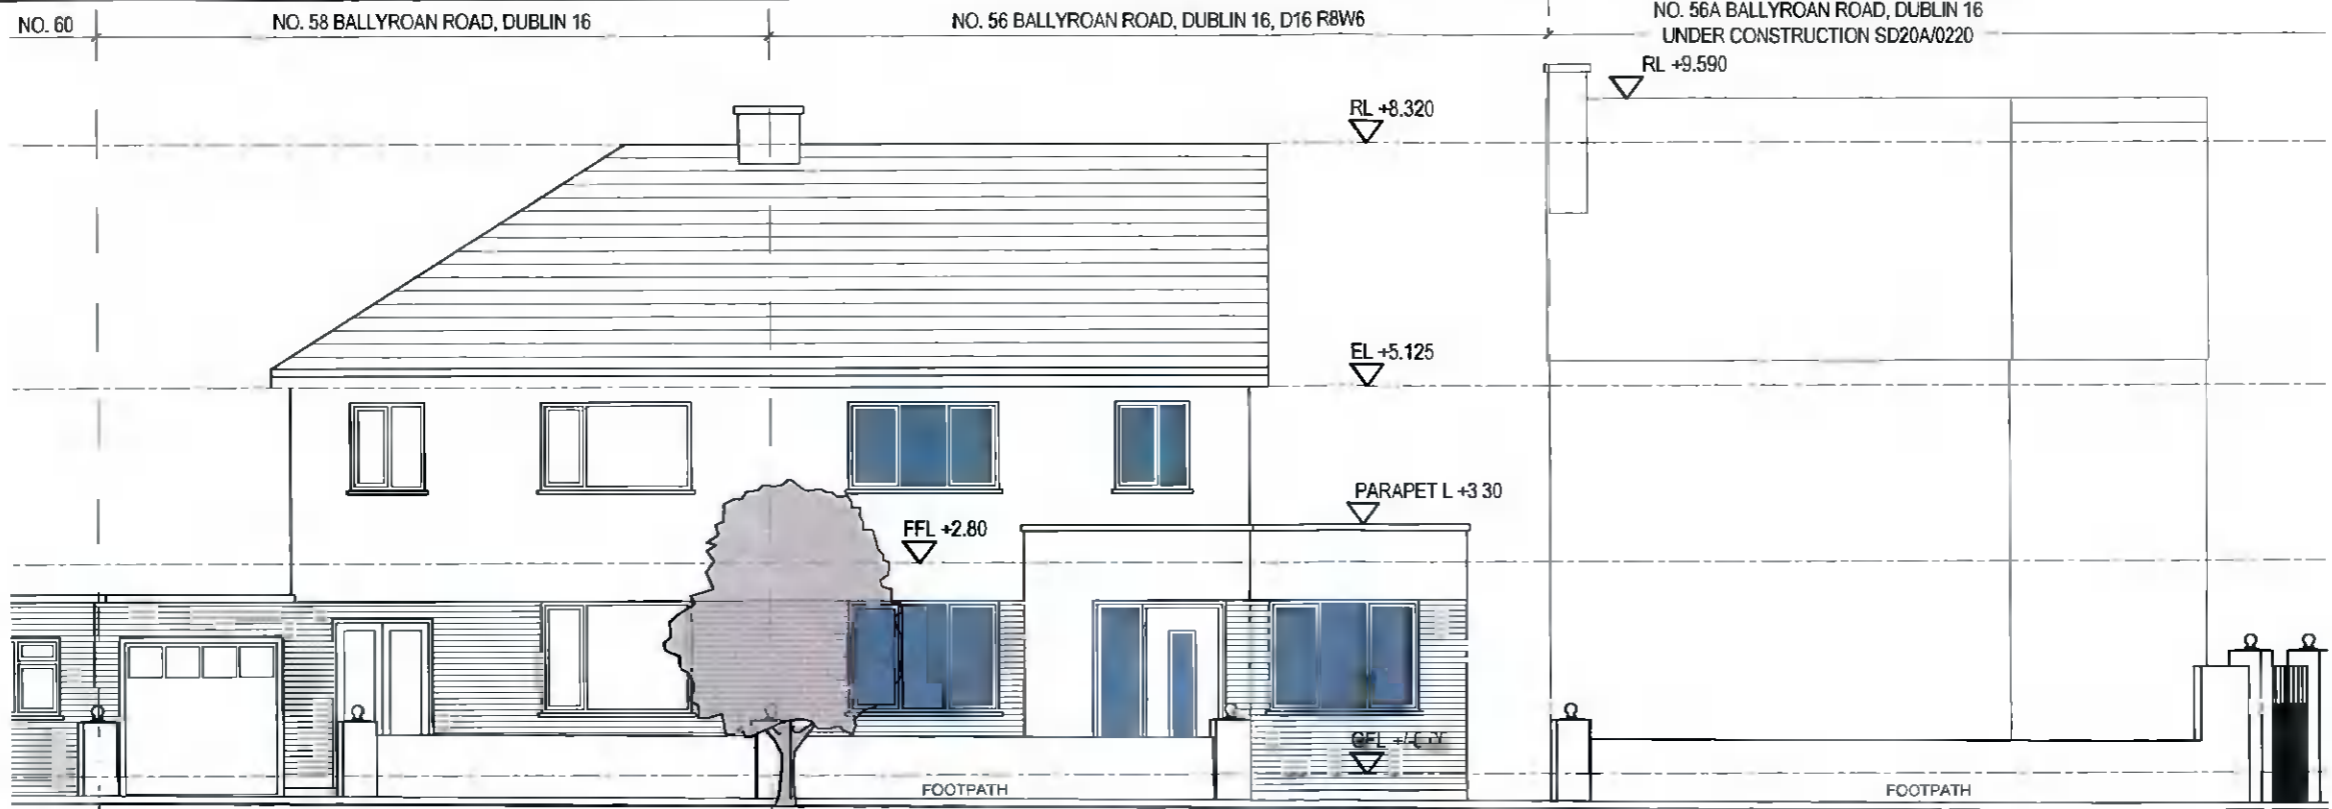 NO. 60
NO. 58 BALLYROAN ROAD, DUBLIN 16
NO. 56 BALLYROAN ROAD, DUBLIN 16, D16 R8W6
NO. 56A BALLYROAN ROAD, DUBLIN 16
UNDER CONSTRUCTION SD20A/0220
RL +9.590
RL +8.320
EL +5.125
PARAPET L +3 30
FFL +2.80
GFL
FOOTPATH
FOOTPATH